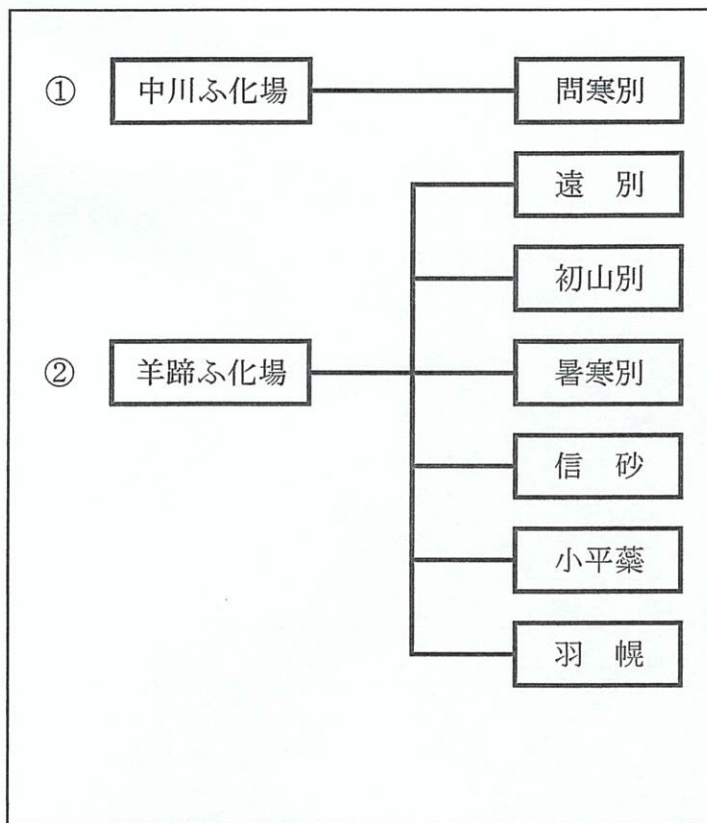 ① 中川ふ化場 問寒別
遠 別
初山別
② 羊蹄ふ化場 暑寒別
信 砂
小平蘂
羽 幌